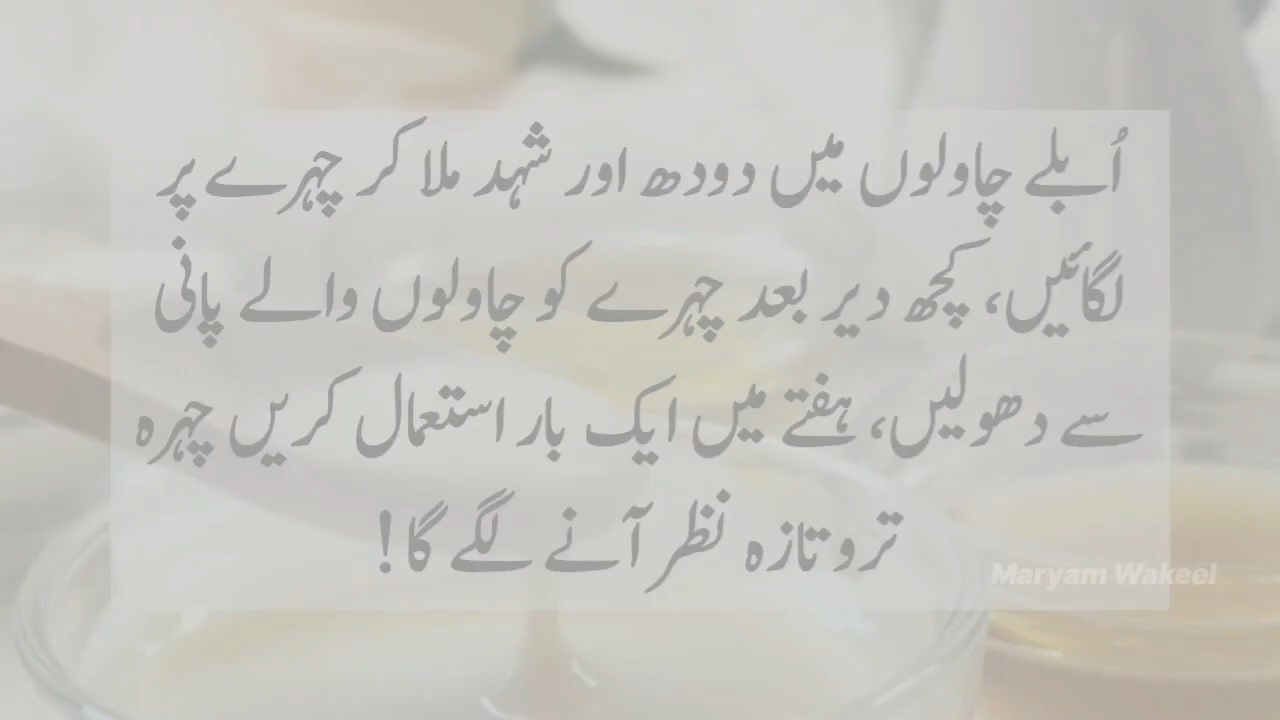 اُبلے چاولوں میں دودھ اور شہد ملا کر چہرے پر
لگائیں، کچھ دیر بعد چہرے کو چاولوں والے پانی
سے دھولیں، ہفتے میں ایک بار استعمال کریں چہرہ
تروتازہ نظر آنے لگے گا!
Maryam Wakeel